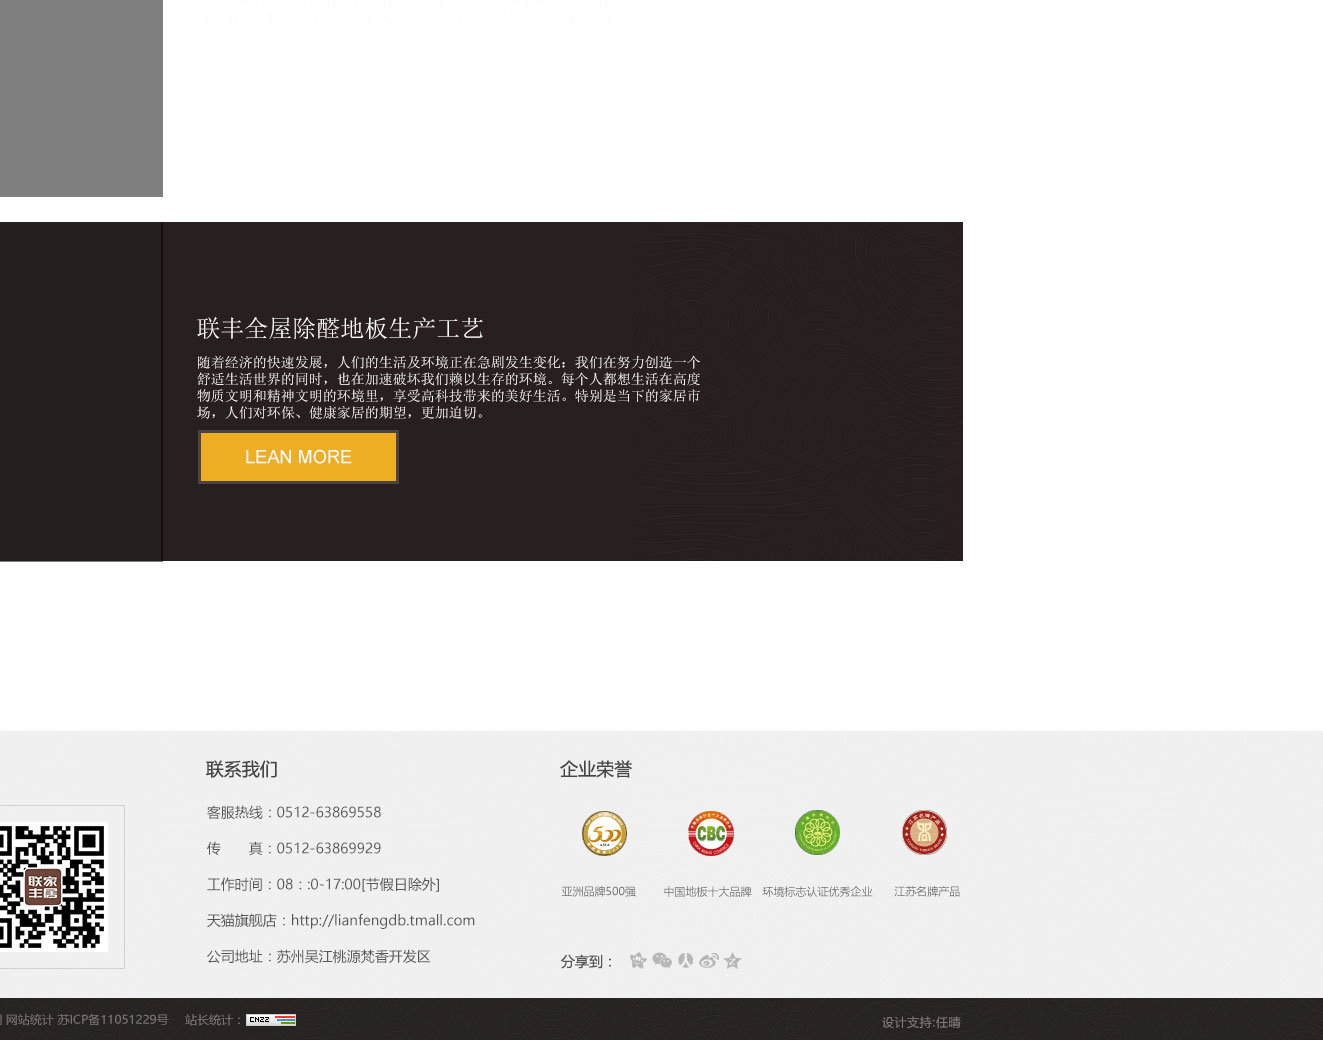 联丰全屋除醛地板生产工艺
随着经济的快速发展，人们的生活及环境正在急剧发生变化：我们在努力创造一个
舒适生活世界的同时，也在加速破坏我们赖以生存的环境。每个人都想生活在高度
物质文明和精神文明的环境里，享受高科技带来的美好生活。特别是当下的家居市
场，人们对环保、健康家居的期望，更加迫切。
LEAN MORE
联系我们
客服热线：0512-63869558
传　　真：0512-63869929
工作时间：08：:0-17:00[节假日除外]
天猫旗舰店：http://lianfengdb.tmall.com
公司地址：苏州吴江桃源梵香开发区
联家
丰居
企业荣誉
500
ASIA
CBC
亚洲品牌500强
中国地板十大品牌
环境标志认证优秀企业
江苏名牌产品
分享到：
网站统计 苏ICP备11051229号
站长统计：
CNZZ
设计支持:任晴